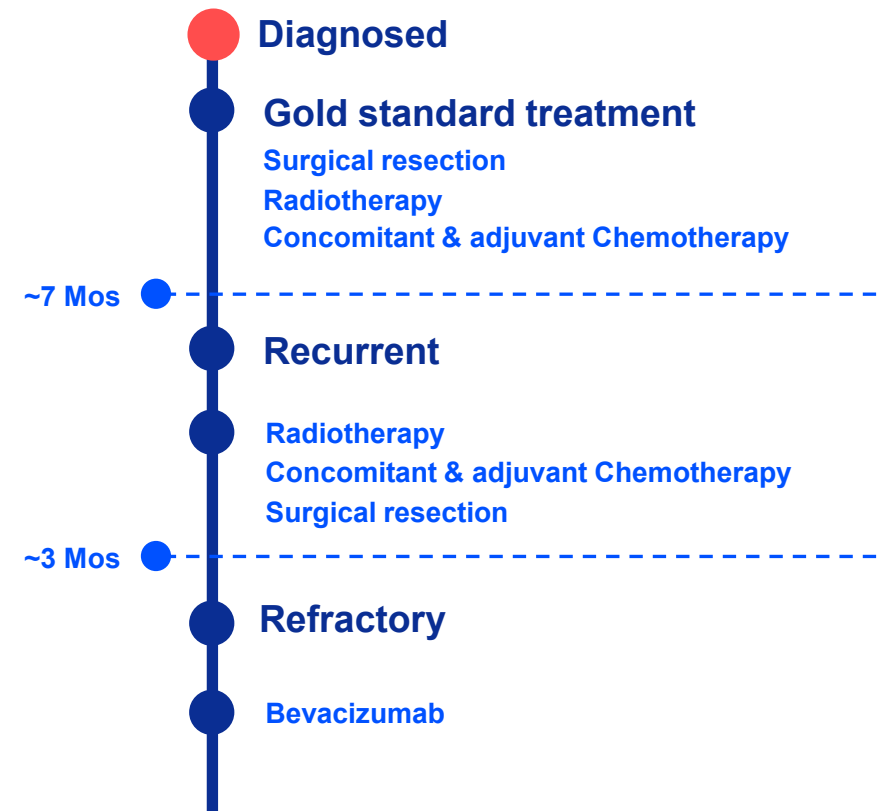 Diagnosed
Gold standard treatment
Surgical resection
Radiotherapy
Concomitant & adjuvant Chemotherapy
~7 Mos
Recurrent
Radiotherapy
Concomitant & adjuvant Chemotherapy
Surgical resection
~3 Mos
Refractory
Bevacizumab